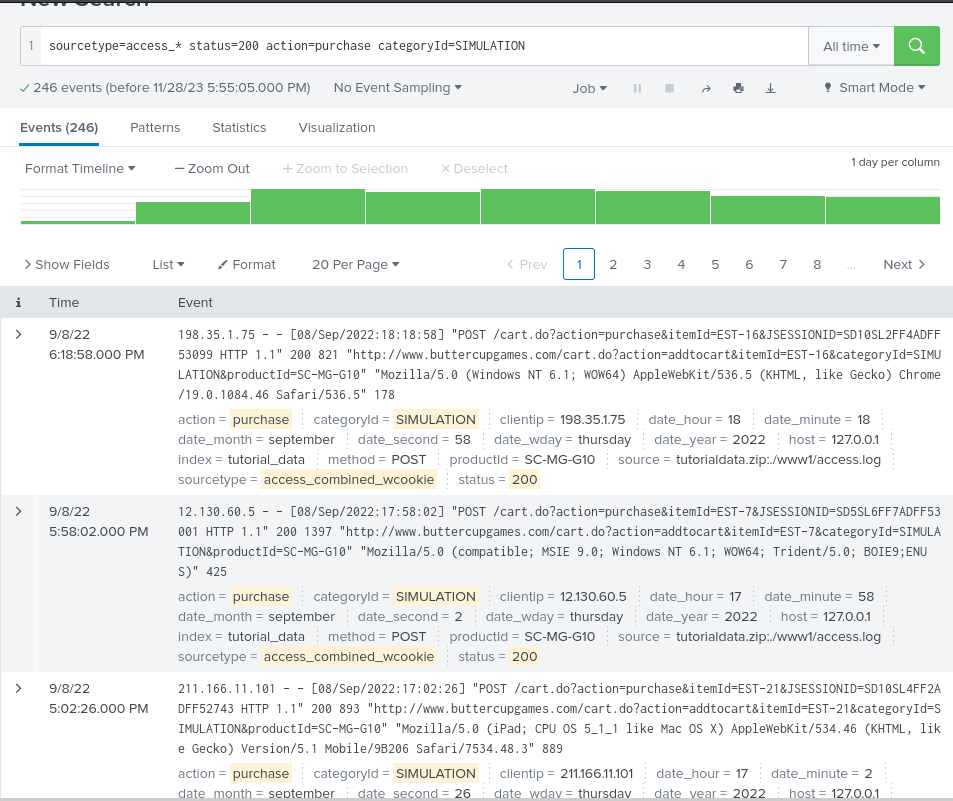 New Search
1 sourcetype=access_* status=200 action=purchase categoryId=SIMULATION All time
246 events (before 11/28/23 5:55:05.000 PM) No Event Sampling Job Smart Mode
Events (246) Patterns Statistics Visualization
Format Timeline — Zoom Out + Zoom to Selection × Deselect 1 day per column
> Show Fields List Format 20 Per Page < Prev 1 2 3 4 5 6 7 8 ... Next >
i Time Event
> 9/8/22 198.35.1.75 - - [08/Sep/2022:18:18:58] "POST /cart.do?action=purchase&itemId=EST-16&JSESSIONID=SD10SL2FF4ADFF
6:18:58.000 PM 53099 HTTP 1.1" 200 821 "http://www.buttercupgames.com/cart.do?action=addtocart&itemId=EST-16&categoryId=SIMU
LATION&productId=SC-MG-G10" "Mozilla/5.0 (Windows NT 6.1; WOW64) AppleWebKit/536.5 (KHTML, like Gecko) Chrome
/19.0.1084.46 Safari/536.5" 178
action = purchase categoryId = SIMULATION clientip = 198.35.1.75 date_hour = 18 date_minute = 18
date_month = september date_second = 58 date_wday = thursday date_year = 2022 host = 127.0.0.1
index = tutorial_data method = POST productId = SC-MG-G10 source = tutorialdata.zip:./www1/access.log
sourcetype = access_combined_wcookie status = 200
> 9/8/22 12.130.60.5 - - [08/Sep/2022:17:58:02] "POST /cart.do?action=purchase&itemId=EST-7&JSESSIONID=SD5SL6FF7ADFF53
5:58:02.000 PM 001 HTTP 1.1" 200 1397 "http://www.buttercupgames.com/cart.do?action=addtocart&itemId=EST-7&categoryId=SIMULA
TION&productId=SC-MG-G10" "Mozilla/5.0 (compatible; MSIE 9.0; Windows NT 6.1; WOW64; Trident/5.0; BOIE9;ENU
S)" 425
action = purchase categoryId = SIMULATION clientip = 12.130.60.5 date_hour = 17 date_minute = 58
date_month = september date_second = 2 date_wday = thursday date_year = 2022 host = 127.0.0.1
index = tutorial_data method = POST productId = SC-MG-G10 source = tutorialdata.zip:./www1/access.log
sourcetype = access_combined_wcookie status = 200
> 9/8/22 211.166.11.101 - - [08/Sep/2022:17:02:26] "POST /cart.do?action=purchase&itemId=EST-21&JSESSIONID=SD10SL4FF2A
5:02:26.000 PM DFF52743 HTTP 1.1" 200 893 "http://www.buttercupgames.com/cart.do?action=addtocart&itemId=EST-21&categoryId=S
IMULATION&productId=SC-MG-G10" "Mozilla/5.0 (iPad; CPU OS 5_1_1 like Mac OS X) AppleWebKit/534.46 (KHTML, lik
e Gecko) Version/5.1 Mobile/9B206 Safari/7534.48.3" 889
action = purchase categoryId = SIMULATION clientip = 211.166.11.101 date_hour = 17 date_minute = 2
date_month = september date_second = 26 date_wday = thursday date_year = 2022 host = 127.0.0.1